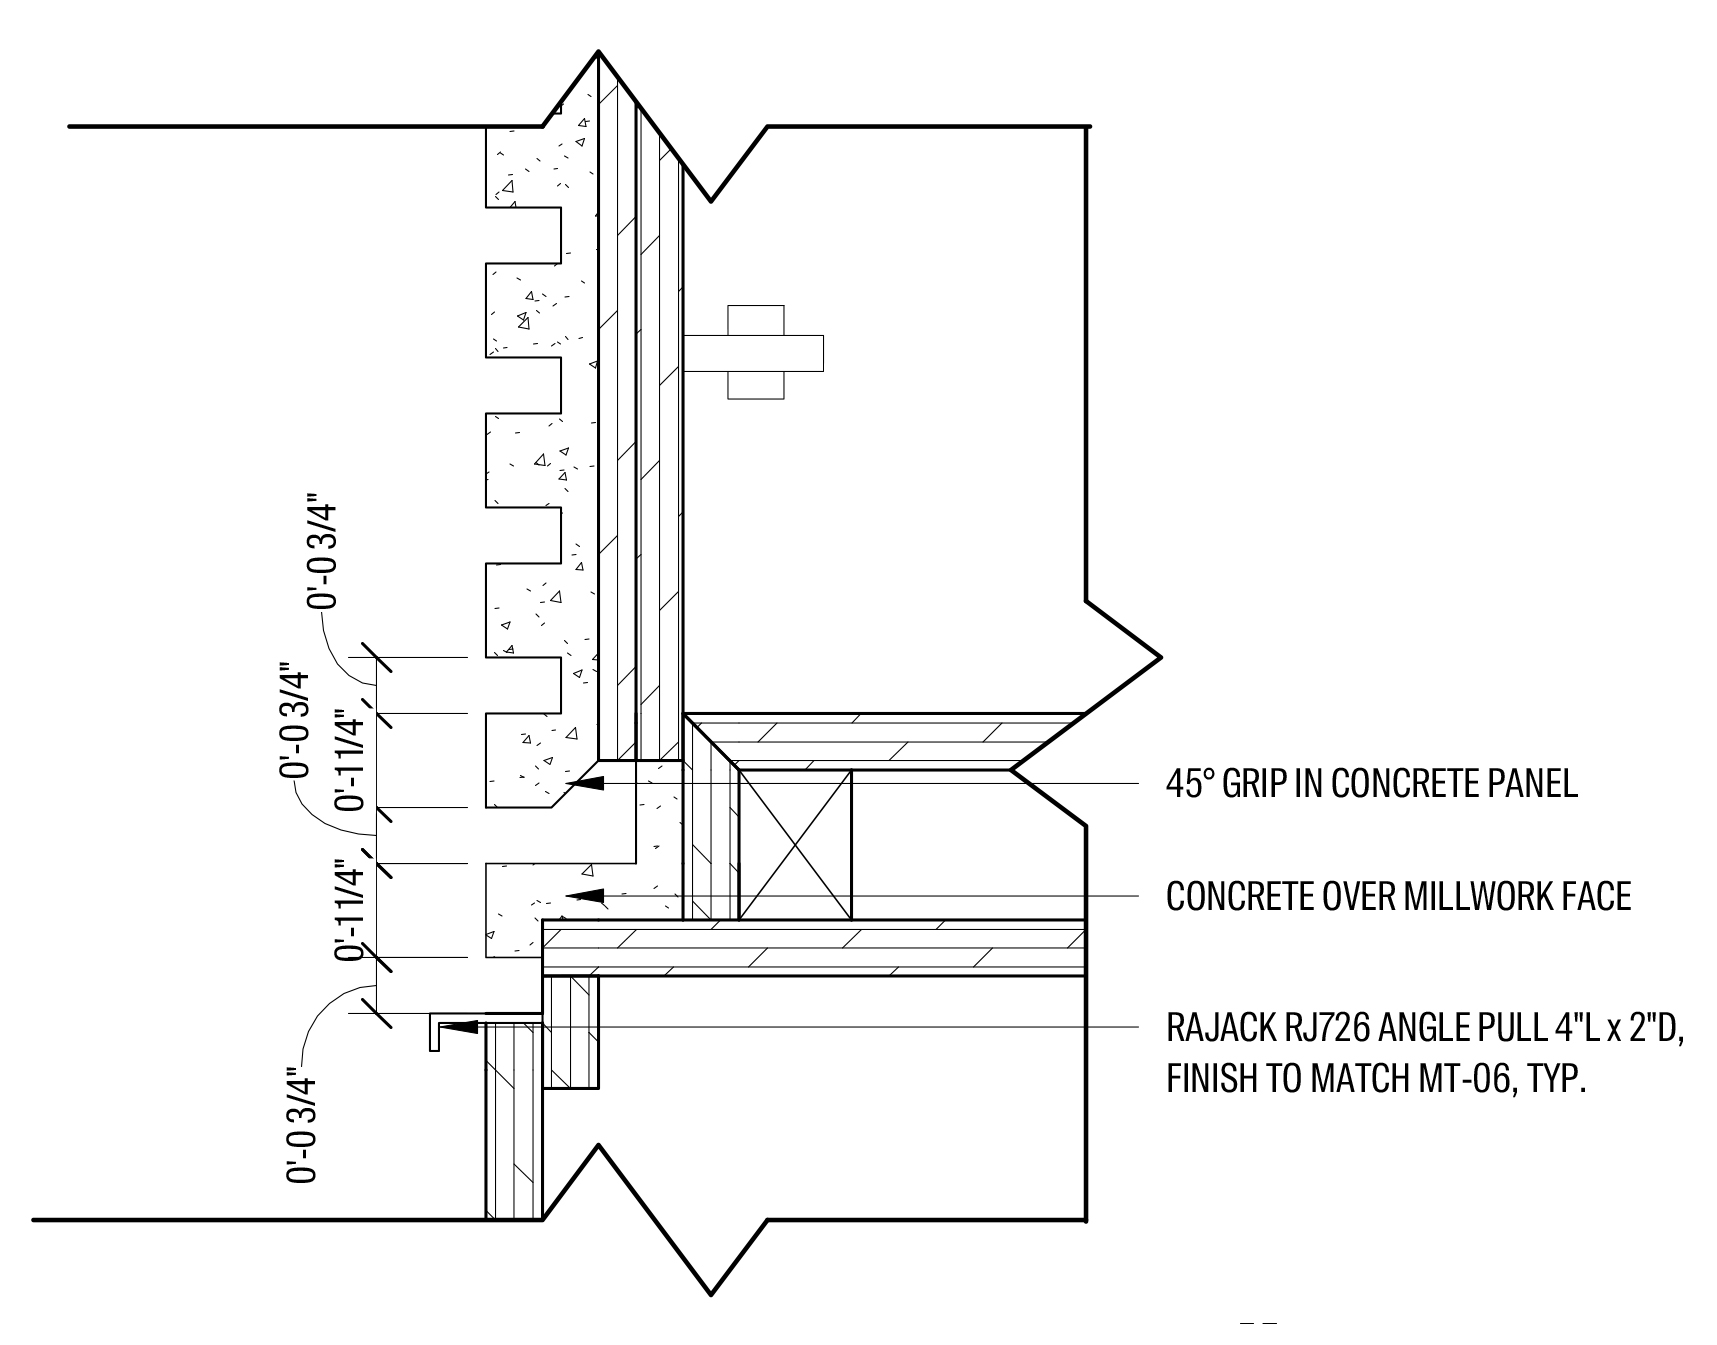 0'-0 3/4"
0'-0 3/4"
0'-1 1/4"
0'-1 1/4"
0'-0 3/4"
45° GRIP IN CONCRETE PANEL
CONCRETE OVER MILLWORK FACE
RAJACK RJ726 ANGLE PULL 4"L x 2"D,
FINISH TO MATCH MT-06, TYP.